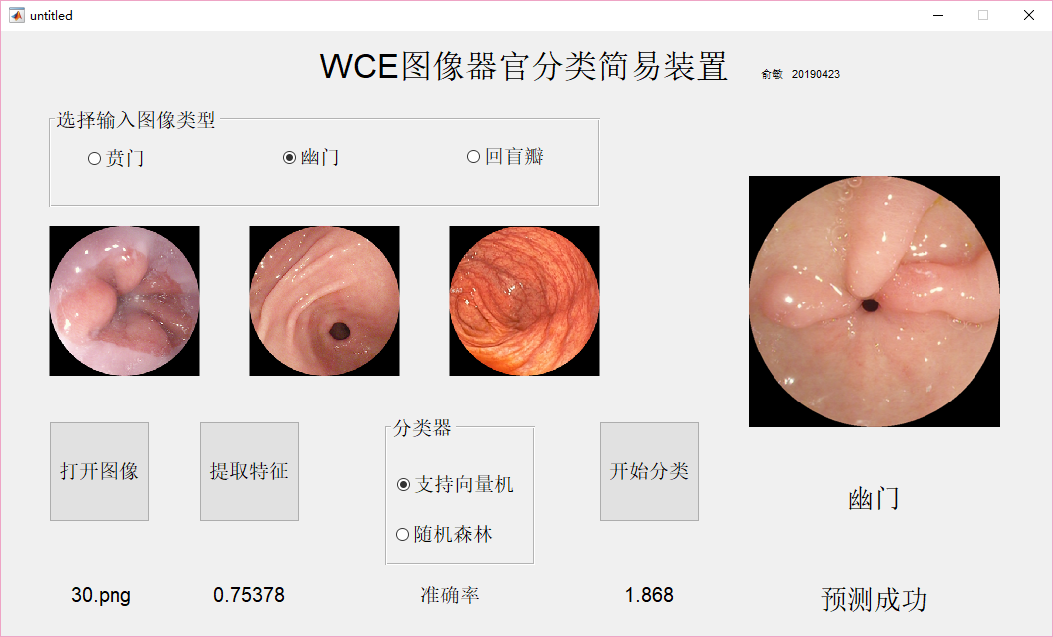 untitled
WCE图像器官分类简易装置 俞敏 20190423
选择输入图像类型
贲门 幽门 回盲瓣
打开图像 提取特征 分类器 开始分类
支持向量机
随机森林
幽门
30.png 0.75378 准确率 1.868 预测成功